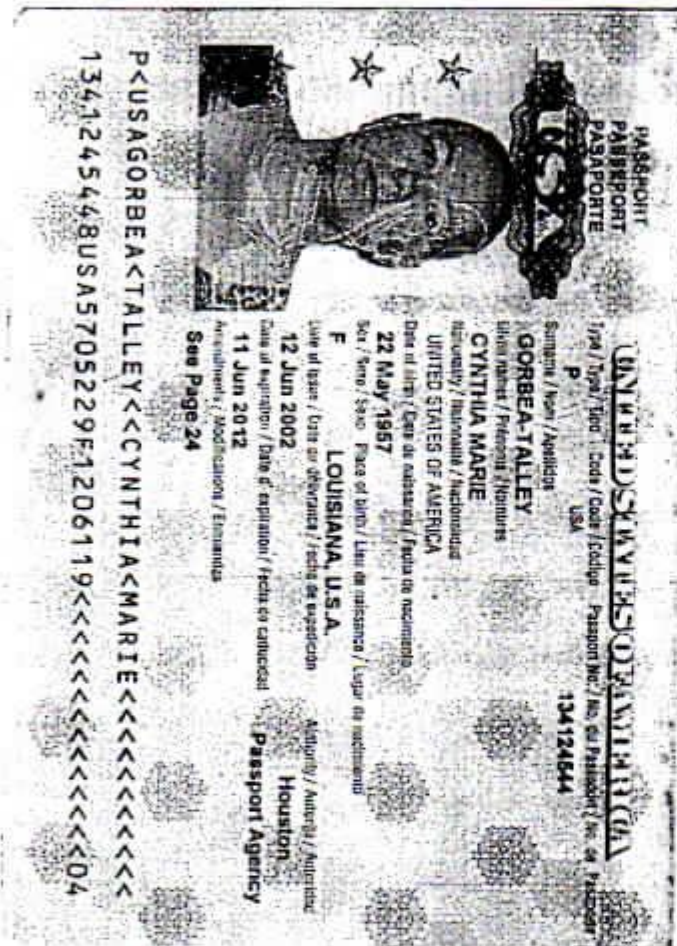 PASSPORT
PASSEPORT
PASAPORTE
USA
UNITED STATES OF AMERICA
Type / Type / Tipo Code / Code / Código Passport No. / No. du Passeport / No. de Pasaporte
P USA 134124544
Surname / Nom / Apellidos
GORBEA-TALLEY
Given names / Prénoms / Nombres
CYNTHIA MARIE
Nationality / Nationalité / Nacionalidad
UNITED STATES OF AMERICA
Date of birth / Date de naissance / Fecha de nacimiento
22 May 1957
Sex / Sexe / Sexo Place of birth / Lieu de naissance / Lugar de nacimiento
F LOUISIANA, U.S.A.
Date of issue / Date de délivrance / Fecha de expedición Authority / Autorité / Autoridad
12 Jun 2002 Houston
Date of expiration / Date d'expiration / Fecha de caducidad Passport Agency
11 Jun 2012
Amendments / Modifications / Enmiendas
See Page 24
P<USAGORBEA<TALLEY<<CYNTHIA<MARIE<<<<<<<<<<<
1341245448USA5705229F1206119<<<<<<<<<<<<<<04